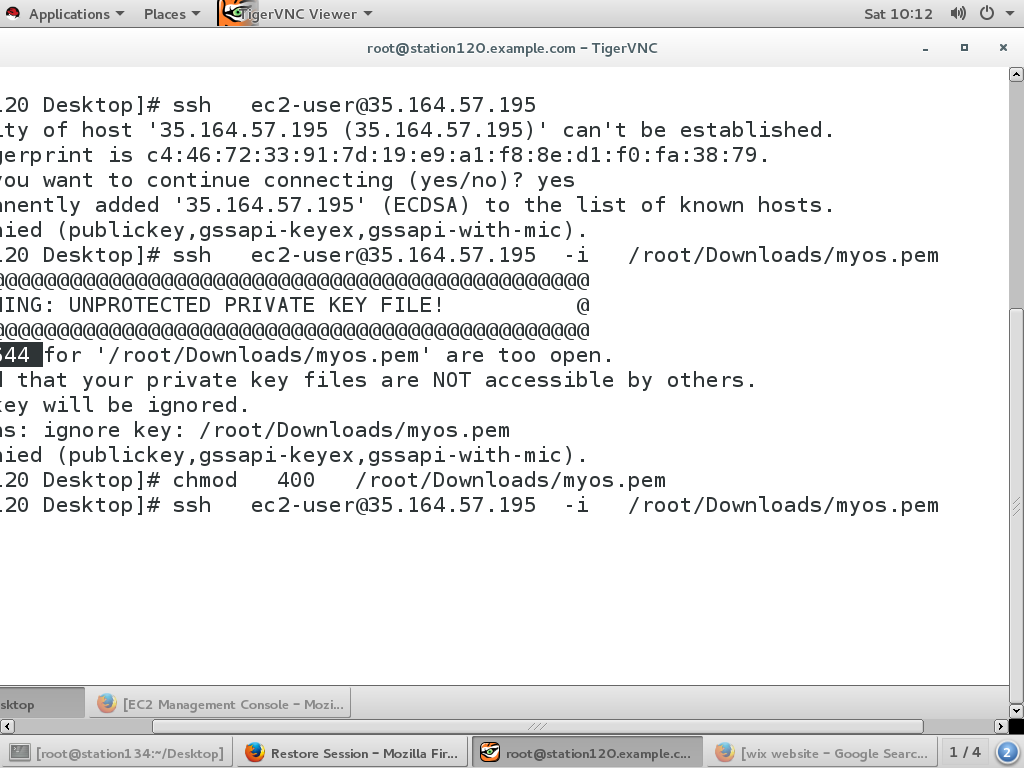 Applications Places TigerVNC Viewer Sat 10:12
root@station120.example.com - TigerVNC
120 Desktop]# ssh   ec2-user@35.164.57.195
ity of host '35.164.57.195 (35.164.57.195)' can't be established.
gerprint is c4:46:72:33:91:7d:19:e9:a1:f8:8e:d1:f0:fa:38:79.
you want to continue connecting (yes/no)? yes
nently added '35.164.57.195' (ECDSA) to the list of known hosts.
nied (publickey,gssapi-keyex,gssapi-with-mic).
120 Desktop]# ssh   ec2-user@35.164.57.195  -i   /root/Downloads/myos.pem
@@@@@@@@@@@@@@@@@@@@@@@@@@@@@@@@@@@@@@@@@@@@@@
NING: UNPROTECTED PRIVATE KEY FILE!          @
@@@@@@@@@@@@@@@@@@@@@@@@@@@@@@@@@@@@@@@@@@@@@@
644 for '/root/Downloads/myos.pem' are too open.
d that your private key files are NOT accessible by others.
key will be ignored.
ns: ignore key: /root/Downloads/myos.pem
nied (publickey,gssapi-keyex,gssapi-with-mic).
120 Desktop]# chmod   400   /root/Downloads/myos.pem
120 Desktop]# ssh   ec2-user@35.164.57.195  -i   /root/Downloads/myos.pem
sktop [EC2 Management Console - Mozi...
[root@station134:~/Desktop] Restore Session - Mozilla Fir... root@station120.example.c... [wix website - Google Searc... 1 / 4 2